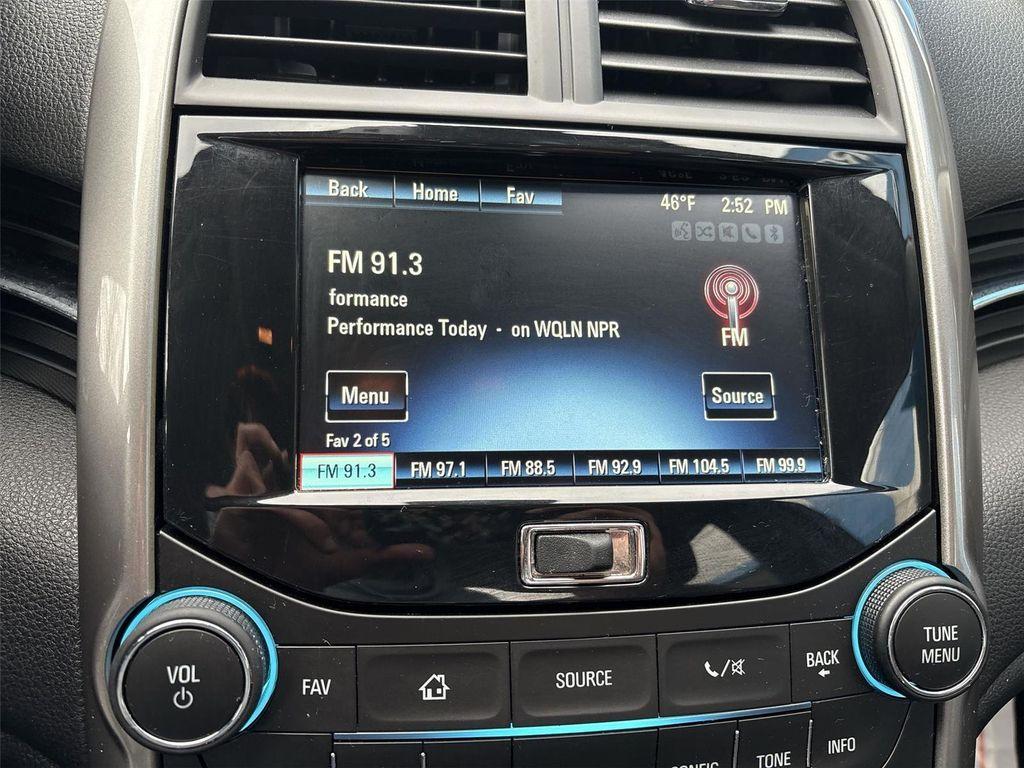 Back Home Fav 46°F 2:52 PM
FM 91.3
formance
Performance Today - on WQLN NPR
FM
Menu Source
Fav 2 of 5
FM 91.3 FM 97.1 FM 88.5 FM 92.9 FM 104.5 FM 99.9
VOL
FAV
SOURCE
BACK
TUNE
MENU
CONFIG
TONE
INFO